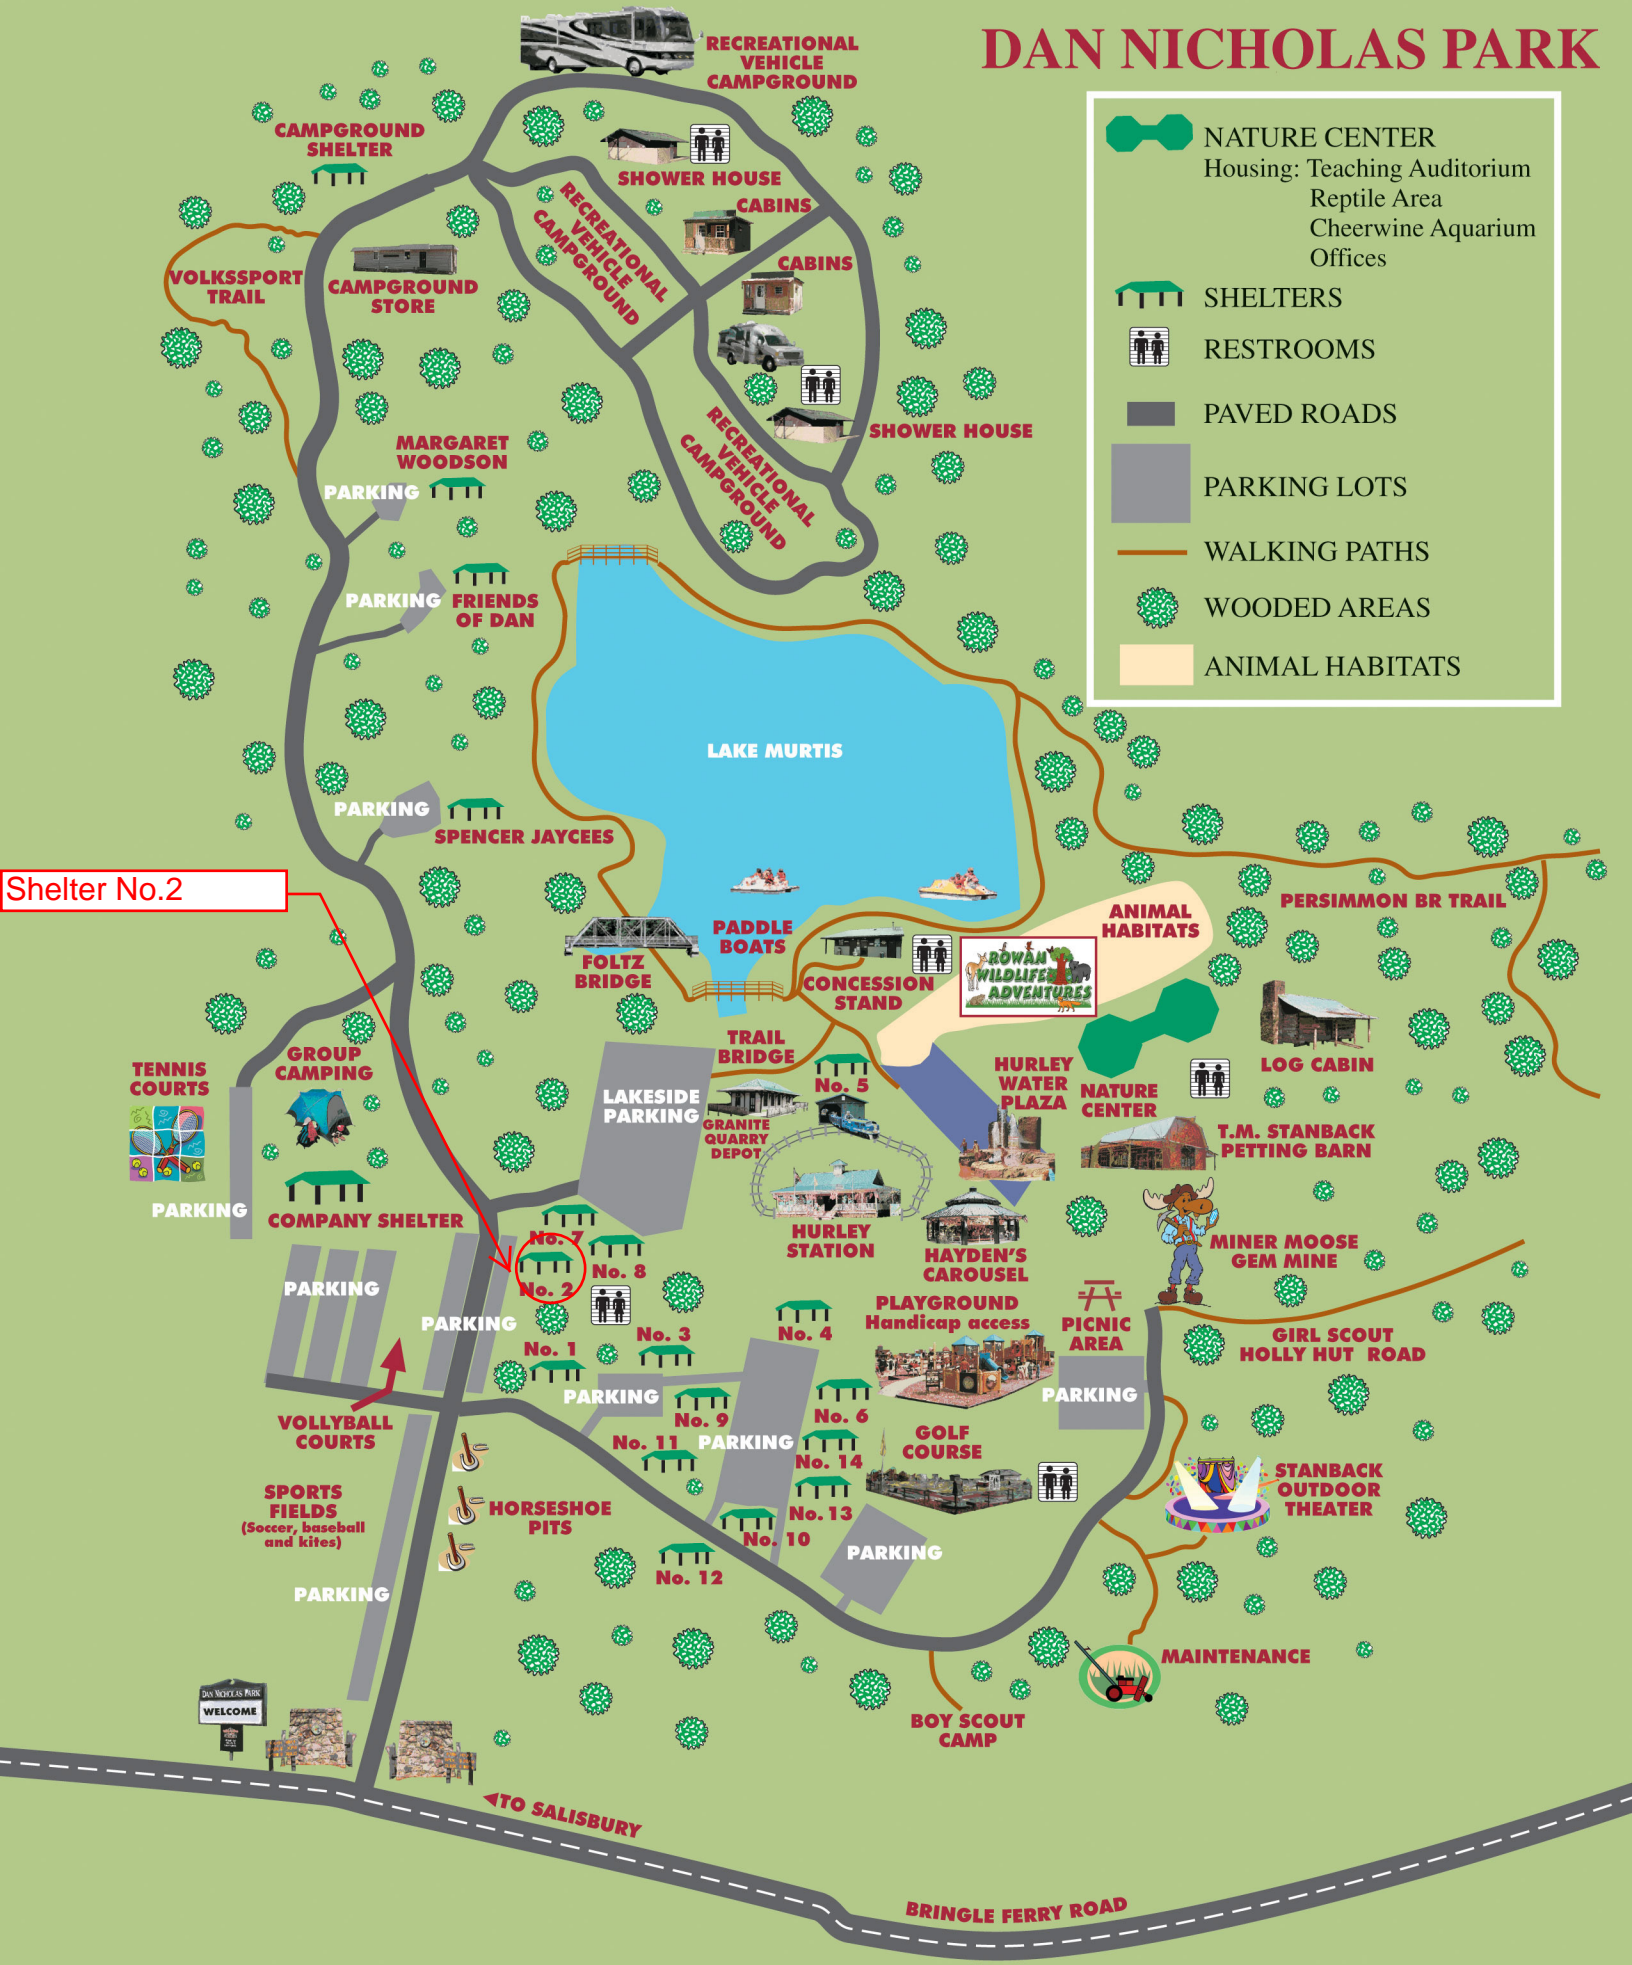 DAN NICHOLAS PARK
RECREATIONAL
VEHICLE
CAMPGROUND
NATURE CENTER
Housing: Teaching Auditorium
Reptile Area
Cheerwine Aquarium
Offices
SHELTERS
RESTROOMS
PAVED ROADS
PARKING LOTS
WALKING PATHS
WOODED AREAS
ANIMAL HABITATS
CAMPGROUND
SHELTER
SHOWER HOUSE
CABINS
RECREATIONAL
VEHICLE
CAMPGROUND
CABINS
VOLKSSPORT
TRAIL
CAMPGROUND
STORE
SHOWER HOUSE
RECREATIONAL
VEHICLE
CAMPGROUND
MARGARET
WOODSON
PARKING
PARKING
FRIENDS
OF DAN
LAKE MURTIS
PARKING
SPENCER JAYCEES
Shelter No.2
PERSIMMON BR TRAIL
ANIMAL
HABITATS
PADDLE
BOATS
FOLTZ
BRIDGE
CONCESSION
STAND
ROWAN
WILDLIFE
ADVENTURES
TRAIL
BRIDGE
TENNIS
COURTS
GROUP
CAMPING
LAKESIDE
PARKING
No. 5
HURLEY
WATER
PLAZA
NATURE
CENTER
LOG CABIN
GRANITE
QUARRY
DEPOT
T.M. STANBACK
PETTING BARN
PARKING
COMPANY SHELTER
HURLEY
STATION
HAYDEN'S
CAROUSEL
MINER MOOSE
GEM MINE
No. 7
No. 8
No. 2
PARKING
PARKING
No. 1
No. 3
No. 4
PLAYGROUND
Handicap access
PICNIC
AREA
GIRL SCOUT
HOLLY HUT ROAD
PARKING
PARKING
VOLLYBALL
COURTS
No. 9
No. 6
No. 11
PARKING
No. 14
GOLF
COURSE
SPORTS
FIELDS
(Soccer, baseball
and kites)
HORSESHOE
PITS
No. 13
No. 10
STANBACK
OUTDOOR
THEATER
PARKING
No. 12
PARKING
MAINTENANCE
BOY SCOUT
CAMP
DAN NICHOLAS PARK
WELCOME
TO SALISBURY
BRINGLE FERRY ROAD